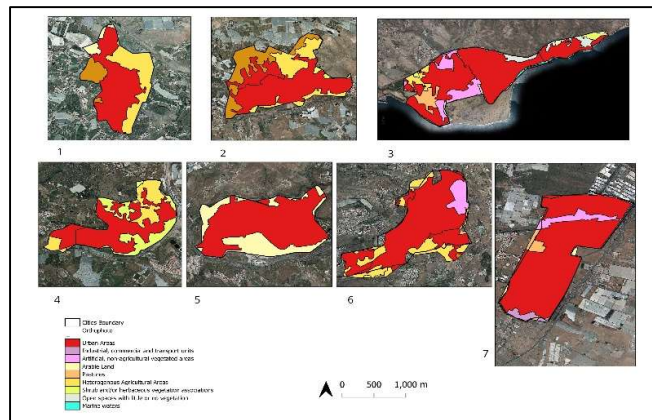 1
2
3
4
5
6
7
Cities Boundary
Orthophoto
Urban Areas
Industrial, commercial and transport units
Artificial, non-agricultural vegetated areas
Arable Land
Pastures
Heterogenous Agricultural Areas
Shrub and/or herbaceous vegetation associations
Open spaces with little or no vegetation
Marine waters
0 500 1,000 m